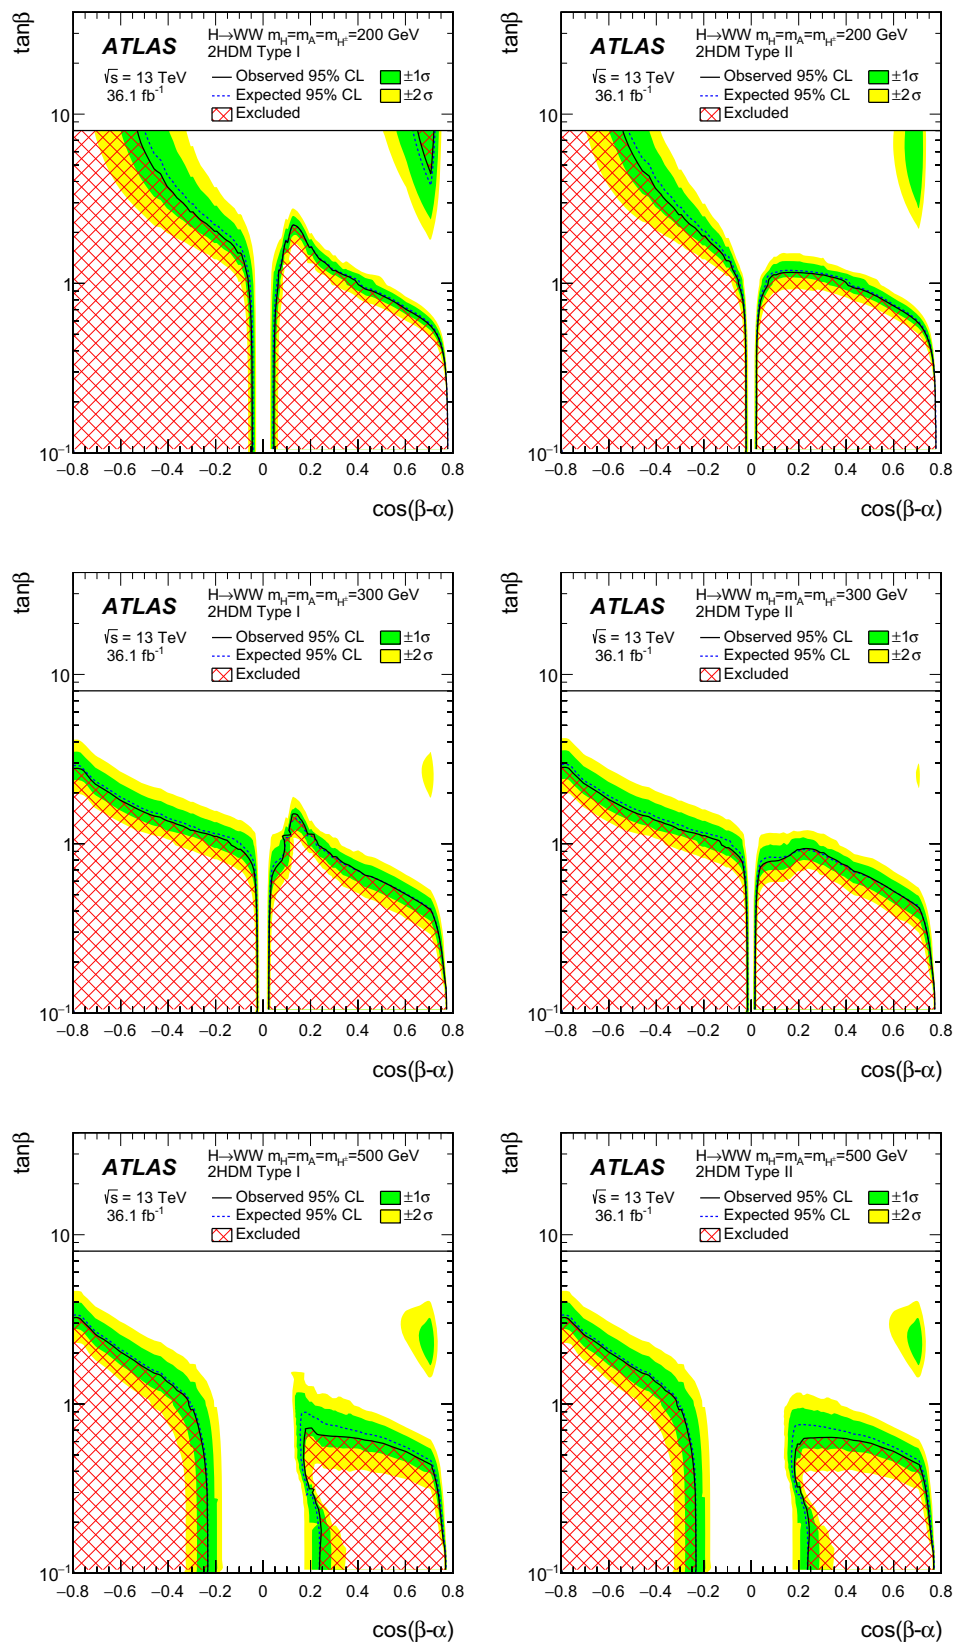 tanβ
ATLAS
H→WW m_H=m_A=m_H±=200 GeV
2HDM Type I
√s = 13 TeV
36.1 fb⁻¹
Observed 95% CL ±1σ
Expected 95% CL ±2σ
Excluded
10
1
10⁻¹
−0.8 −0.6 −0.4 −0.2 0 0.2 0.4 0.6 0.8
cos(β-α)
tanβ
ATLAS
H→WW m_H=m_A=m_H±=200 GeV
2HDM Type II
√s = 13 TeV
36.1 fb⁻¹
Observed 95% CL ±1σ
Expected 95% CL ±2σ
Excluded
10
1
10⁻¹
−0.8 −0.6 −0.4 −0.2 0 0.2 0.4 0.6 0.8
cos(β-α)
tanβ
ATLAS
H→WW m_H=m_A=m_H±=300 GeV
2HDM Type I
√s = 13 TeV
36.1 fb⁻¹
Observed 95% CL ±1σ
Expected 95% CL ±2σ
Excluded
10
1
10⁻¹
−0.8 −0.6 −0.4 −0.2 0 0.2 0.4 0.6 0.8
cos(β-α)
tanβ
ATLAS
H→WW m_H=m_A=m_H±=300 GeV
2HDM Type II
√s = 13 TeV
36.1 fb⁻¹
Observed 95% CL ±1σ
Expected 95% CL ±2σ
Excluded
10
1
10⁻¹
−0.8 −0.6 −0.4 −0.2 0 0.2 0.4 0.6 0.8
cos(β-α)
tanβ
ATLAS
H→WW m_H=m_A=m_H±=500 GeV
2HDM Type I
√s = 13 TeV
36.1 fb⁻¹
Observed 95% CL ±1σ
Expected 95% CL ±2σ
Excluded
10
1
10⁻¹
−0.8 −0.6 −0.4 −0.2 0 0.2 0.4 0.6 0.8
cos(β-α)
tanβ
ATLAS
H→WW m_H=m_A=m_H±=500 GeV
2HDM Type II
√s = 13 TeV
36.1 fb⁻¹
Observed 95% CL ±1σ
Expected 95% CL ±2σ
Excluded
10
1
10⁻¹
−0.8 −0.6 −0.4 −0.2 0 0.2 0.4 0.6 0.8
cos(β-α)